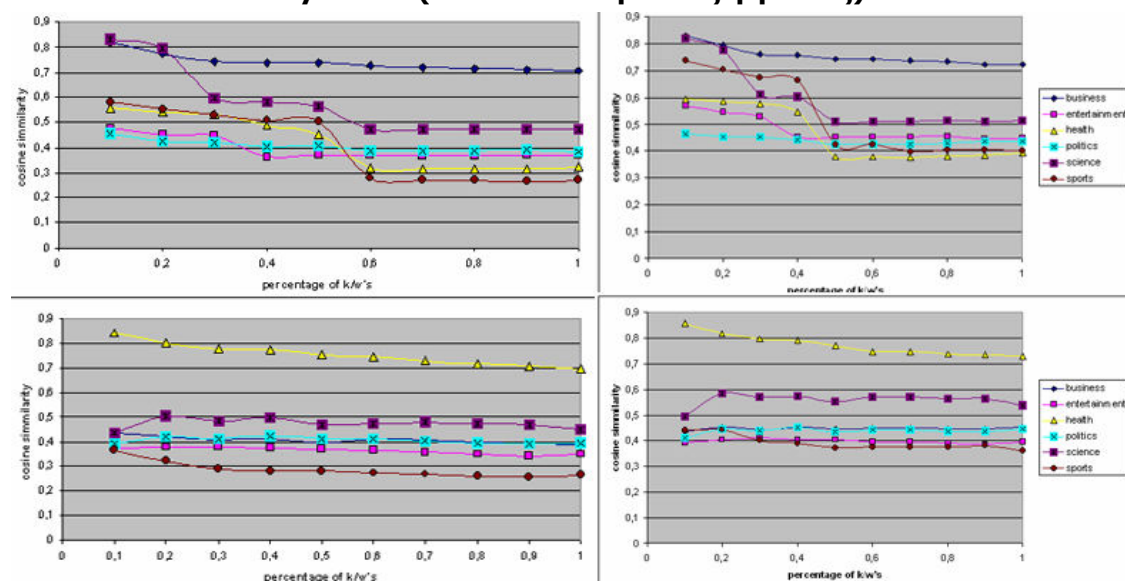 0,9
0,8
0,7
0,6
0,5
0,4
0,3
0,2
0,1
0
cosine simmilarity
0 0,2 0,4 0,6 0,8 1
percentage of k/w's
0,9
0,8
0,7
0,6
0,5
0,4
0,3
0,2
0,1
0
cosine simmilarity
0 0,2 0,4 0,6 0,8 1
percentage of k/w's
business
entertainment
health
politics
science
sports
0,9
0,8
0,7
0,6
0,5
0,4
0,3
0,2
0,1
0
cosine simmilarity
0 0,1 0,2 0,3 0,4 0,5 0,6 0,7 0,8 0,9 1
percentage of k/w's
0,9
0,8
0,7
0,6
0,5
0,4
0,3
0,2
0,1
0
cosine simmilarity
0 0,2 0,4 0,6 0,8 1
percentage of k/w's
business
entertainment
health
politics
science
sports